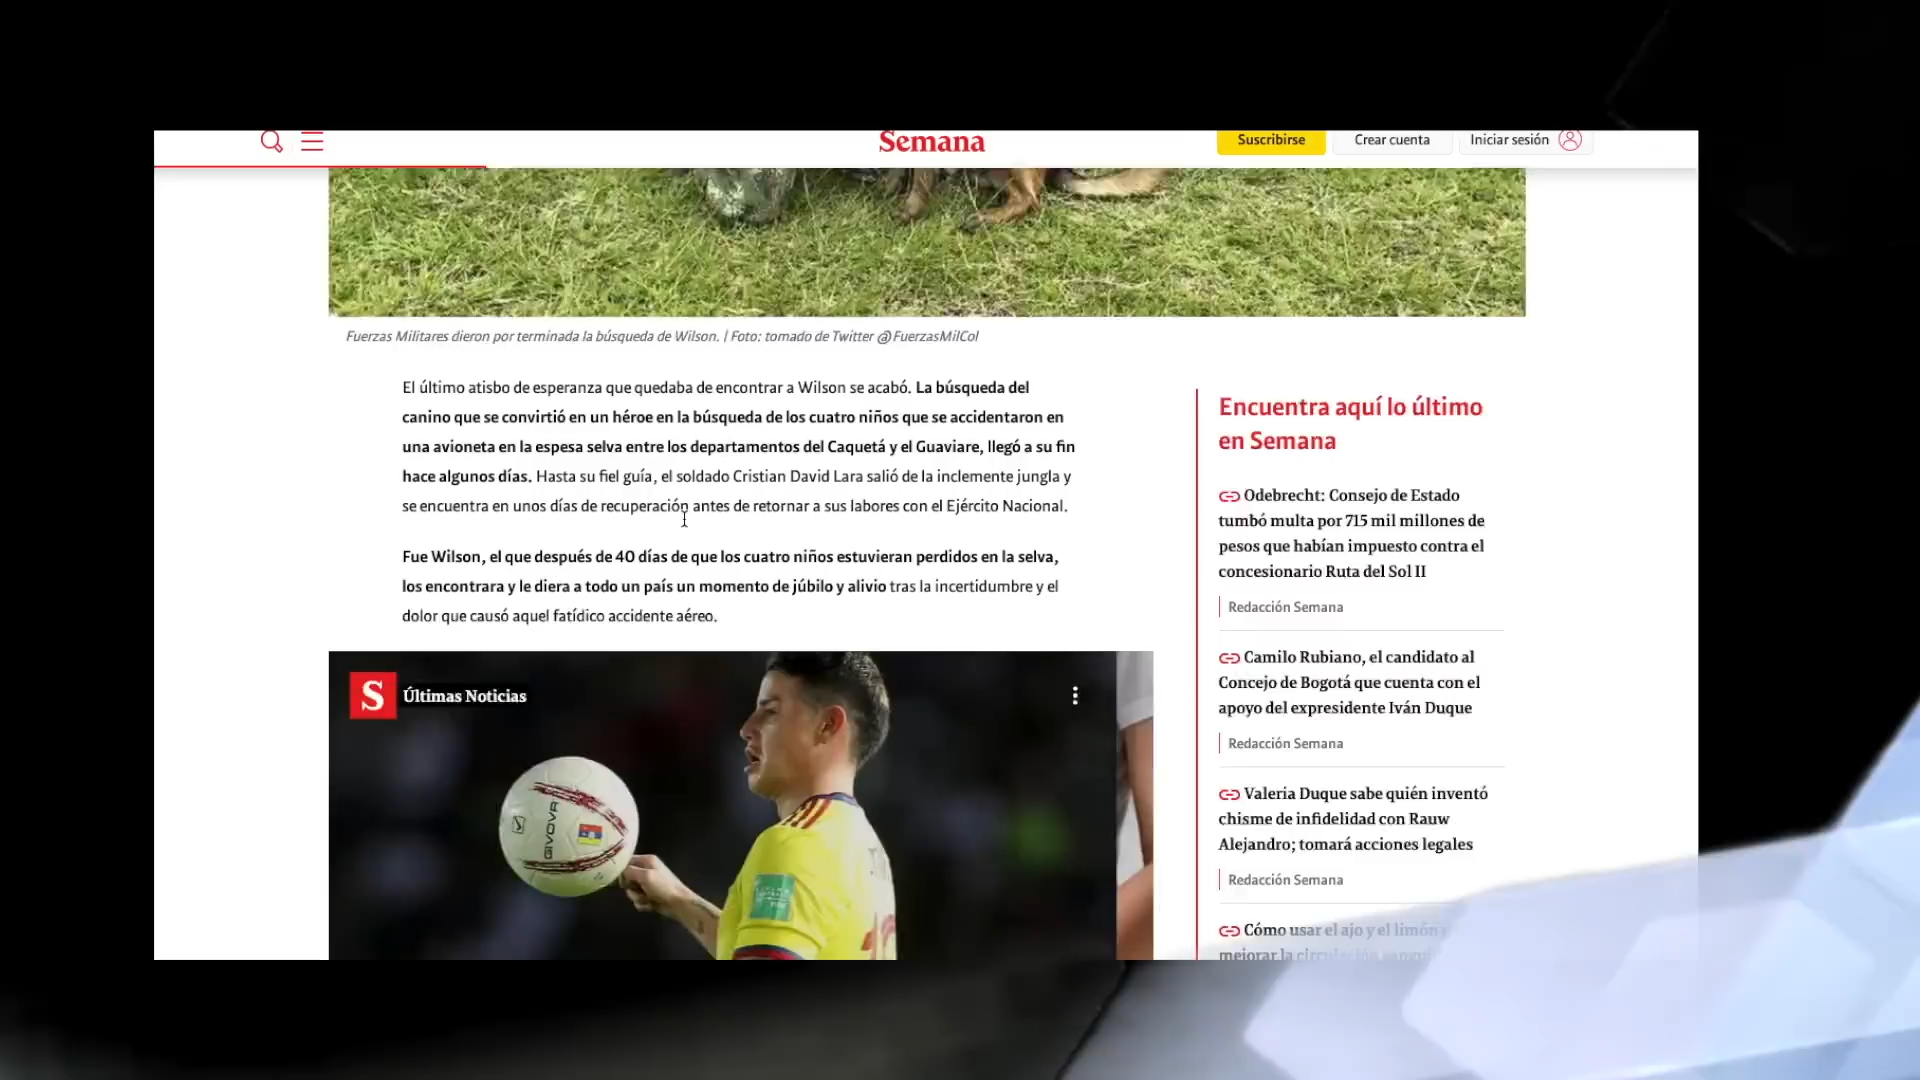 Semana
Suscribirse
Crear cuenta
Iniciar sesión
Fuerzas Militares dieron por terminada la búsqueda de Wilson. | Foto: tomado de Twitter @FuerzasMilCol
El último atisbo de esperanza que quedaba de encontrar a Wilson se acabó. La búsqueda del
canino que se convirtió en un héroe en la búsqueda de los cuatro niños que se accidentaron en
una avioneta en la espesa selva entre los departamentos del Caquetá y el Guaviare, llegó a su fin
hace algunos días. Hasta su fiel guía, el soldado Cristian David Lara salió de la inclemente jungla y
se encuentra en unos días de recuperación antes de retornar a sus labores con el Ejército Nacional.
Fue Wilson, el que después de 40 días de que los cuatro niños estuvieran perdidos en la selva,
los encontrara y le diera a todo un país un momento de júbilo y alivio tras la incertidumbre y el
dolor que causó aquel fatídico accidente aéreo.
S Últimas Noticias
GIVOVA
Encuentra aquí lo último
en Semana
Odebrecht: Consejo de Estado
tumbó multa por 715 mil millones de
pesos que habían impuesto contra el
concesionario Ruta del Sol II
Redacción Semana
Camilo Rubiano, el candidato al
Concejo de Bogotá que cuenta con el
apoyo del expresidente Iván Duque
Redacción Semana
Valeria Duque sabe quién inventó
chisme de infidelidad con Rauw
Alejandro; tomará acciones legales
Redacción Semana
Cómo usar el ajo y el limón
mejorar la circulación